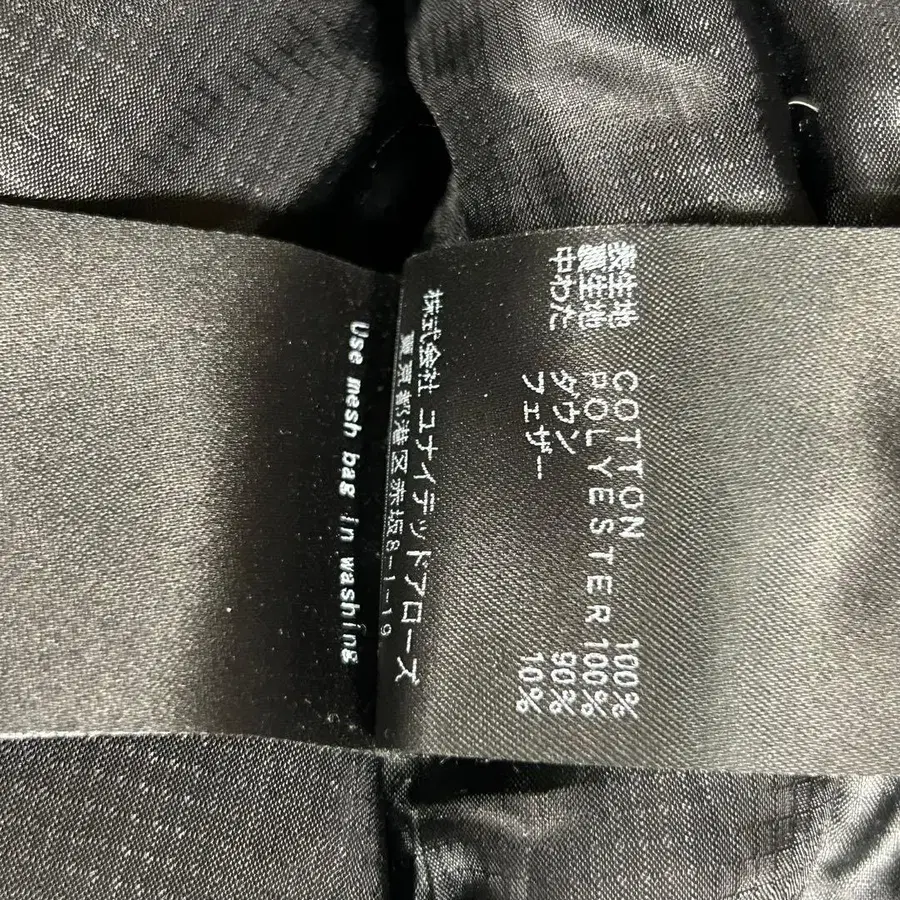 表生地 COTTON 100%
裏生地 POLYESTER 100%
中わた ダウン 90%
フェザー 10%
株式会社 ユナイテッドアローズ
東京都港区赤坂8-1-19
Use mesh bag in washing